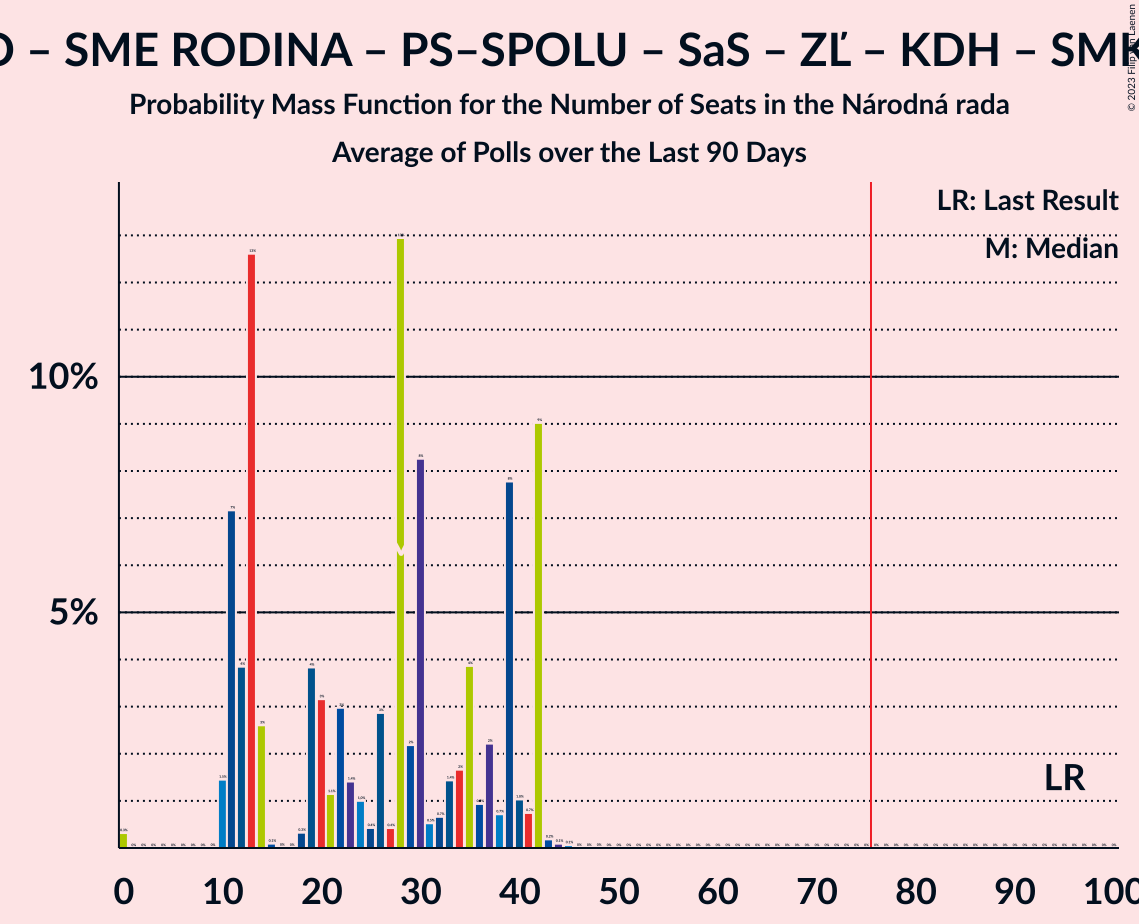 O – SME RODINA – PS–SPOLU – SaS – ZĽ – KDH – SMR
© 2023 Filip van Laenen
Probability Mass Function for the Number of Seats in the Národná rada
Average of Polls over the Last 90 Days
LR: Last Result
M: Median
10%
5%
LR
0 10 20 30 40 50 60 70 80 90 100